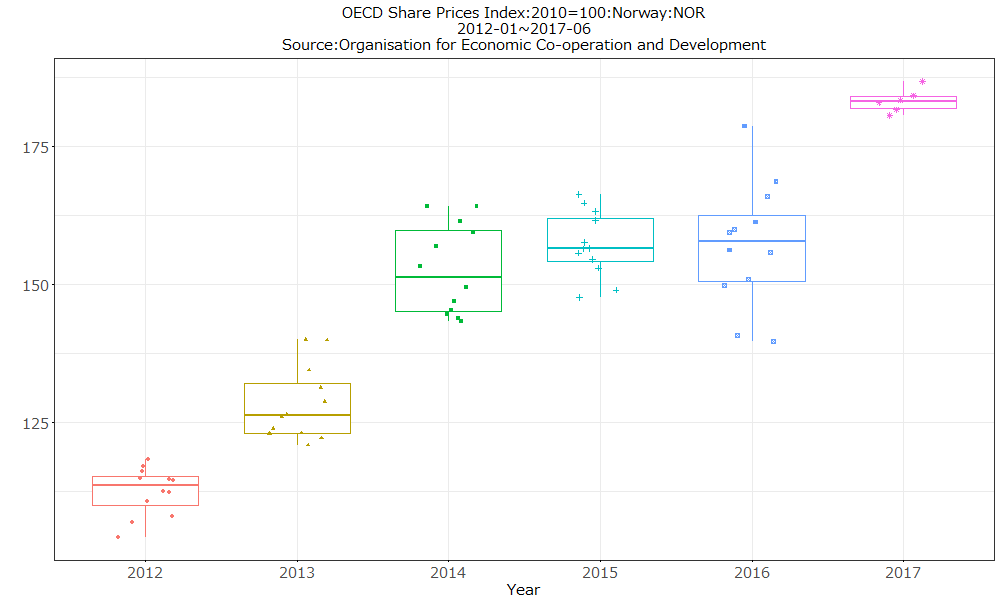 OECD Share Prices Index:2010=100:Norway:NOR
2012-01~2017-06
Source:Organisation for Economic Co-operation and Development
175
150
125
2012 2013 2014 2015 2016 2017
Year